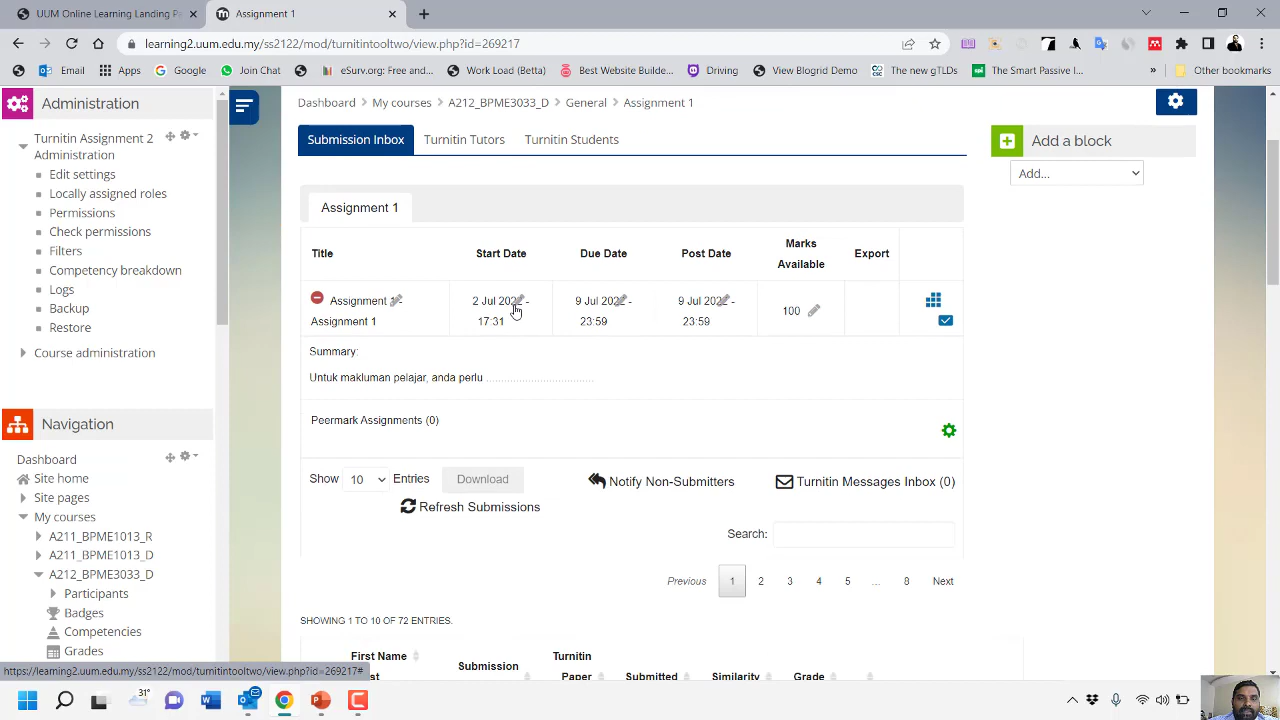 UUM Online Learning Landing P
Assignment 1
learning2.uum.edu.my/ss2122/mod/turnitintooltwo/view.php?id=269217
Email
Apps
Google
Join Chat
eSurv.org: Free and...
Work Load (Betta)
Best Website Builde...
Driving
View Blogrid Demo
The new gTLDs
The Smart Passive I...
»
Other bookmarks
Administration
Turnitin Assignment 2
Administration
Edit settings
Locally assigned roles
Permissions
Check permissions
Filters
Competency breakdown
Logs
Backup
Restore
Course administration
Navigation
Dashboard
Site home
Site pages
My courses
A211_BPME1013_R
A211_BPME1013_D
A212_BPME3033_D
Participants
Badges
Competencies
Grades
Dashboard My courses A212_BPME3033_D General Assignment 1
Submission Inbox Turnitin Tutors Turnitin Students
Add a block
Add...
Assignment 1
Title Start Date Due Date Post Date Marks Available Export
Assignment
Assignment 1
2 Jul 2022 -
17:31
9 Jul 2022 -
23:59
9 Jul 2022 -
23:59
100
Summary:
Untuk makluman pelajar, anda perlu ....................................
Peermark Assignments (0)
Show 10 Entries Download Notify Non-Submitters Turnitin Messages Inbox (0)
Refresh Submissions
Search:
Previous 1 2 3 4 5 ... 8 Next
SHOWING 1 TO 10 OF 72 ENTRIES.
First Name
Submission
Turnitin
Paper
Submitted
Similarity
Grade
https://learning2.uum.edu.my/ss2122/mod/turnitintooltwo/view.php?id=269217#
31°